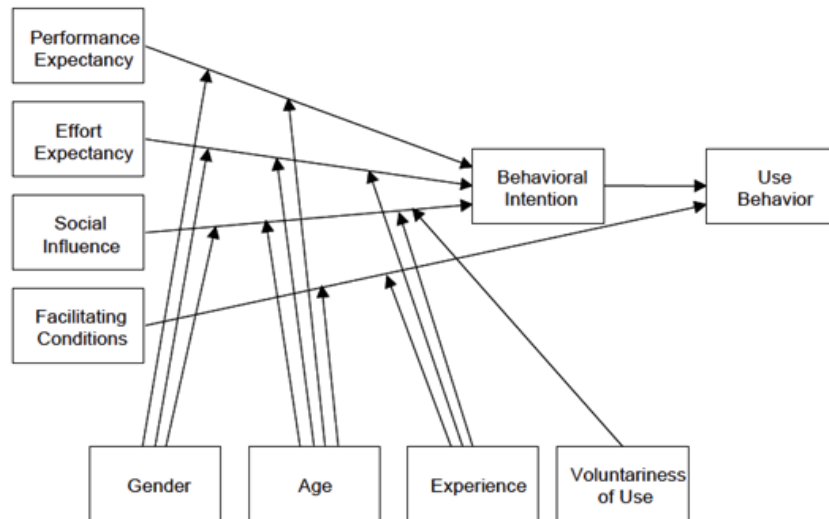 Performance
Expectancy
Effort
Expectancy
Social
Influence
Facilitating
Conditions
Behavioral
Intention
Use
Behavior
Gender
Age
Experience
Voluntariness
of Use